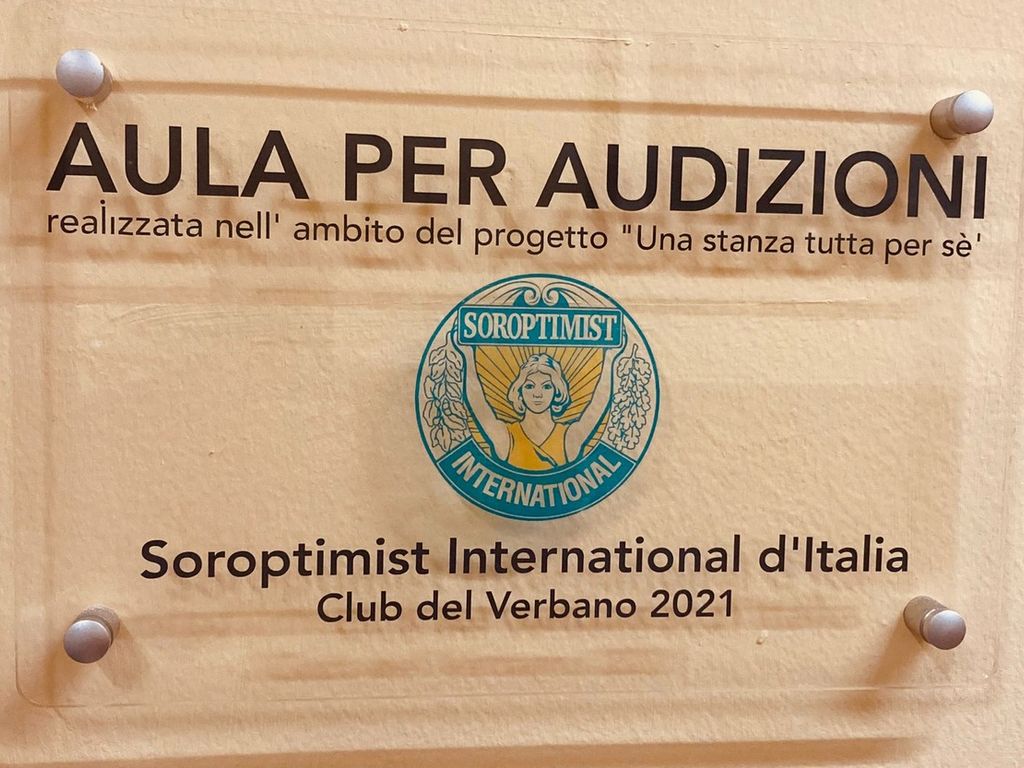 AULA PER AUDIZIONI
realizzata nell' ambito del progetto "Una stanza tutta per sè'
SOROPTIMIST
INTERNATIONAL
Soroptimist International d'Italia
Club del Verbano 2021